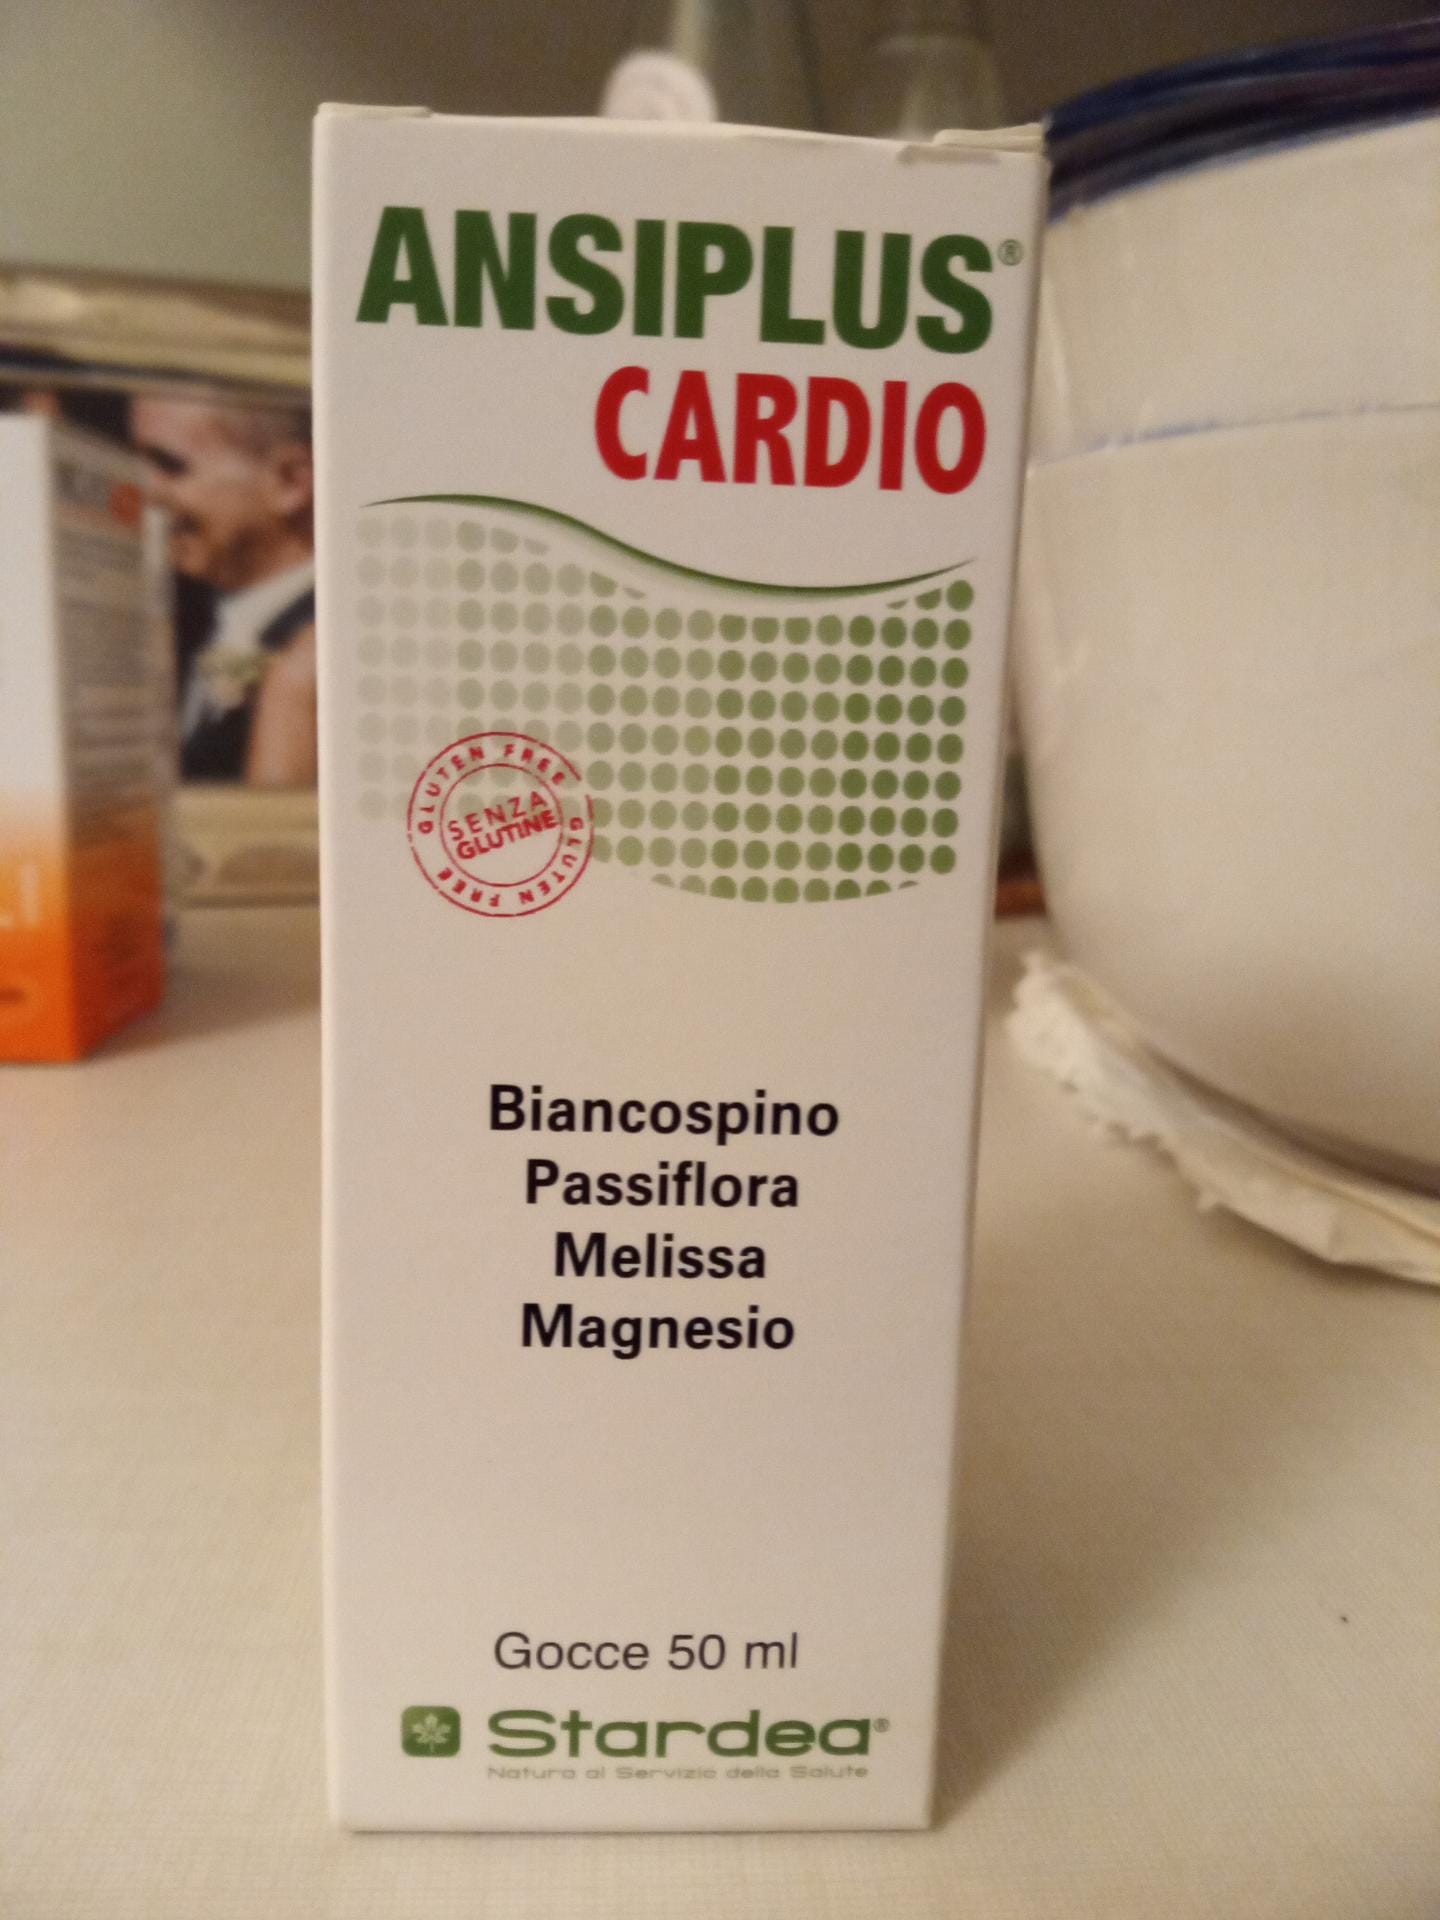 ANSIPLUS®
CARDIO
GLUTEN FREE GLUTEN FREE
SENZA
GLUTINE
Biancospino
Passiflora
Melissa
Magnesio
Gocce 50 ml
Stardea®
Natura al Servizio della Salute